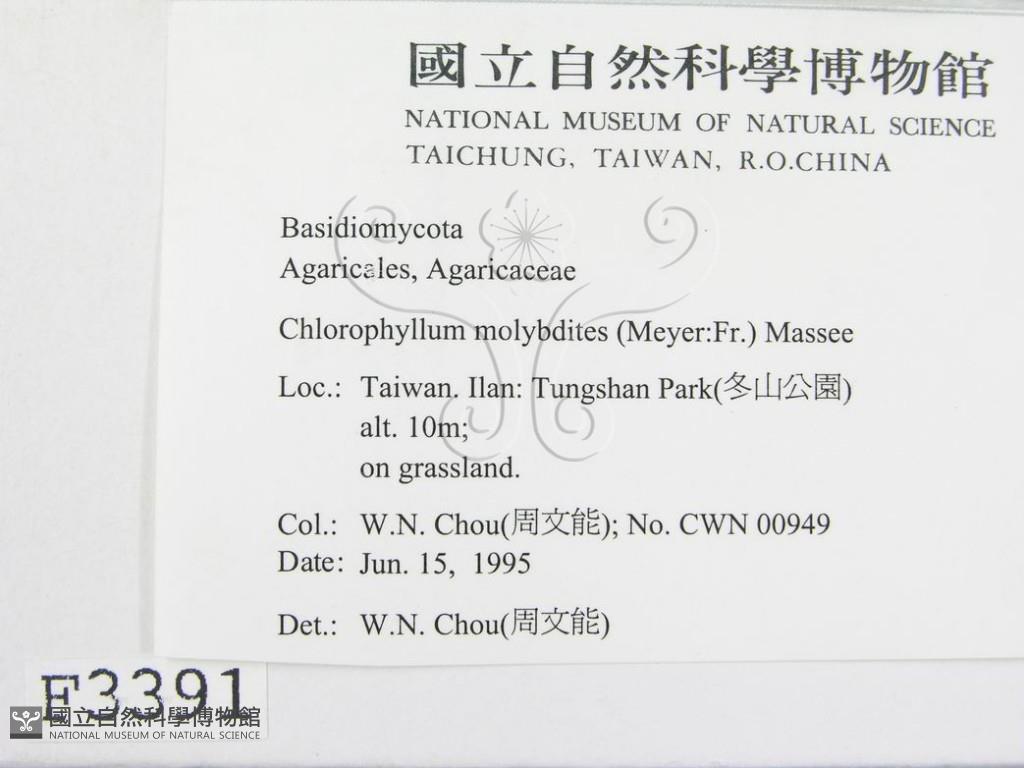 國立自然科學博物館
NATIONAL MUSEUM OF NATURAL SCIENCE
TAICHUNG, TAIWAN, R.O.CHINA
Basidiomycota
Agaricales, Agaricaceae
Chlorophyllum molybdites (Meyer:Fr.) Massee
Loc.: Taiwan. Ilan: Tungshan Park(冬山公園)
alt. 10m;
on grassland.
Col.: W.N. Chou(周文能); No. CWN 00949
Date: Jun. 15, 1995
Det.: W.N. Chou(周文能)
F3391
國立自然科學博物館
NATIONAL MUSEUM OF NATURAL SCIENCE